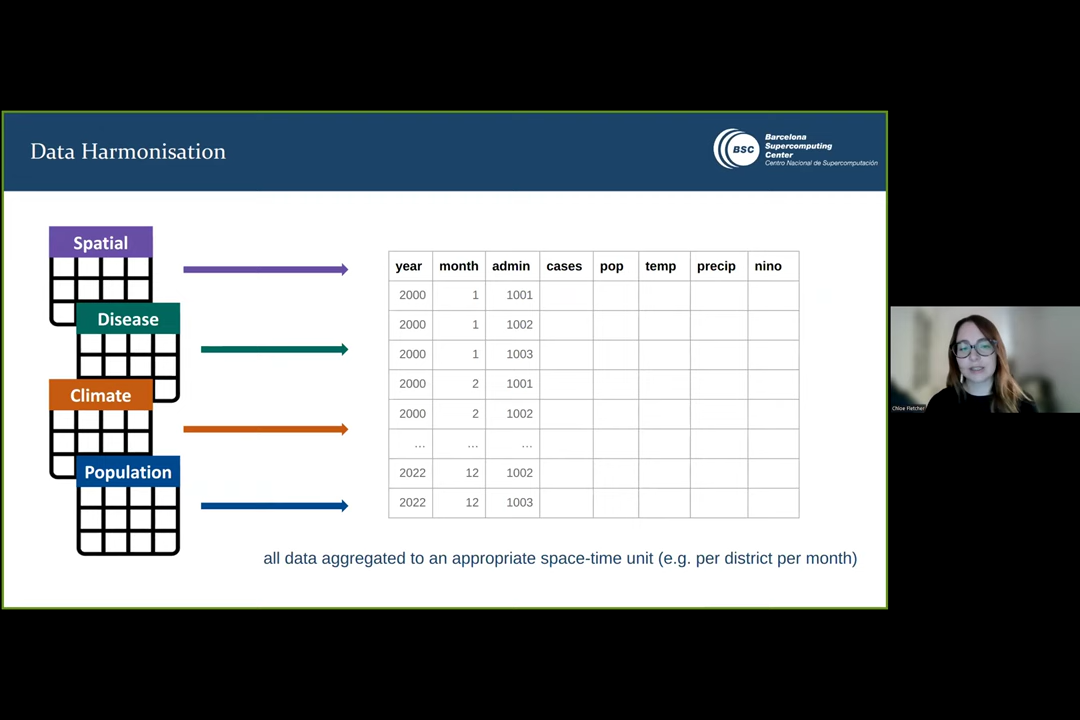 Data Harmonisation
BSC
Barcelona
Supercomputing
Center
Centro Nacional de Supercomputación
Spatial
Disease
Climate
Population
year month admin cases pop temp precip nino
2000 1 1001
2000 1 1002
2000 1 1003
2000 2 1001
2000 2 1002
... ... ...
2022 12 1002
2022 12 1003
all data aggregated to an appropriate space-time unit (e.g. per district per month)
Chloe Fletcher